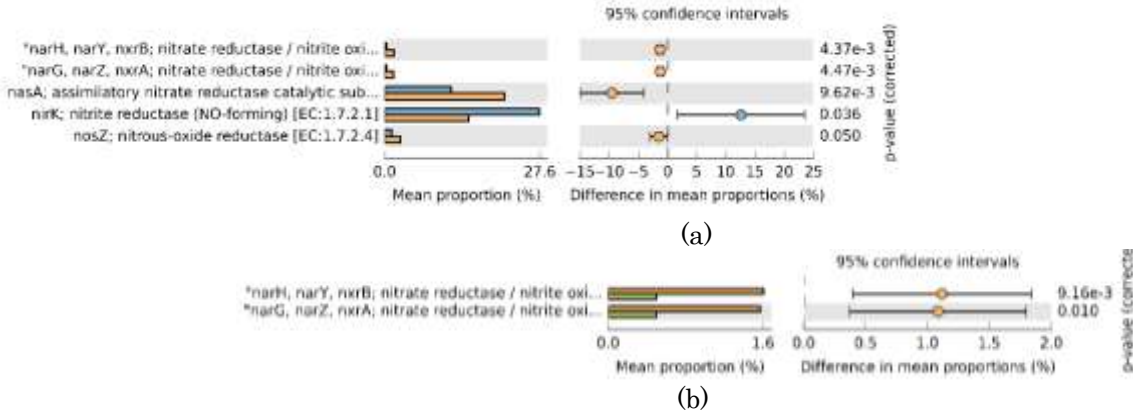 95% confidence intervals
*narH, narY, nxrB; nitrate reductase / nitrite oxi... 4.37e-3
*narG, narZ, nxrA; nitrate reductase / nitrite oxi... 4.47e-3
nasA; assimilatory nitrate reductase catalytic sub... 9.62e-3
nirK; nitrite reductase (NO-forming) [EC:1.7.2.1] 0.036
nosZ; nitrous-oxide reductase [EC:1.7.2.4] 0.050
p-value (corrected)
0.0 27.6 −15 −10 −5 0 5 10 15 20 25
Mean proportion (%) Difference in mean proportions (%)
(a)
95% confidence intervals
*narH, narY, nxrB; nitrate reductase / nitrite oxi... 9.16e-3
*narG, narZ, nxrA; nitrate reductase / nitrite oxi... 0.010
p-value (correcte
0.0 1.6 0.0 0.5 1.0 1.5 2.0
Mean proportion (%) Difference in mean proportions (%)
(b)